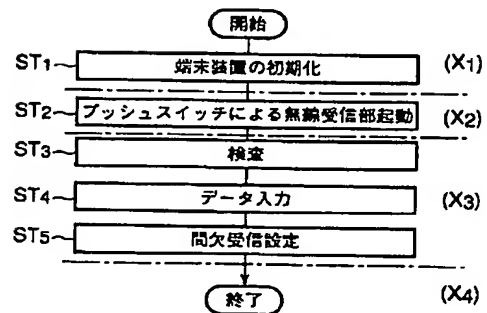 開始
ST1 端末装置の初期化 (X1)
ST2 プッシュスイッチによる無線受信部起動 (X2)
ST3 検査
ST4 データ入力 (X3)
ST5 間欠受信設定
(X4)
終了